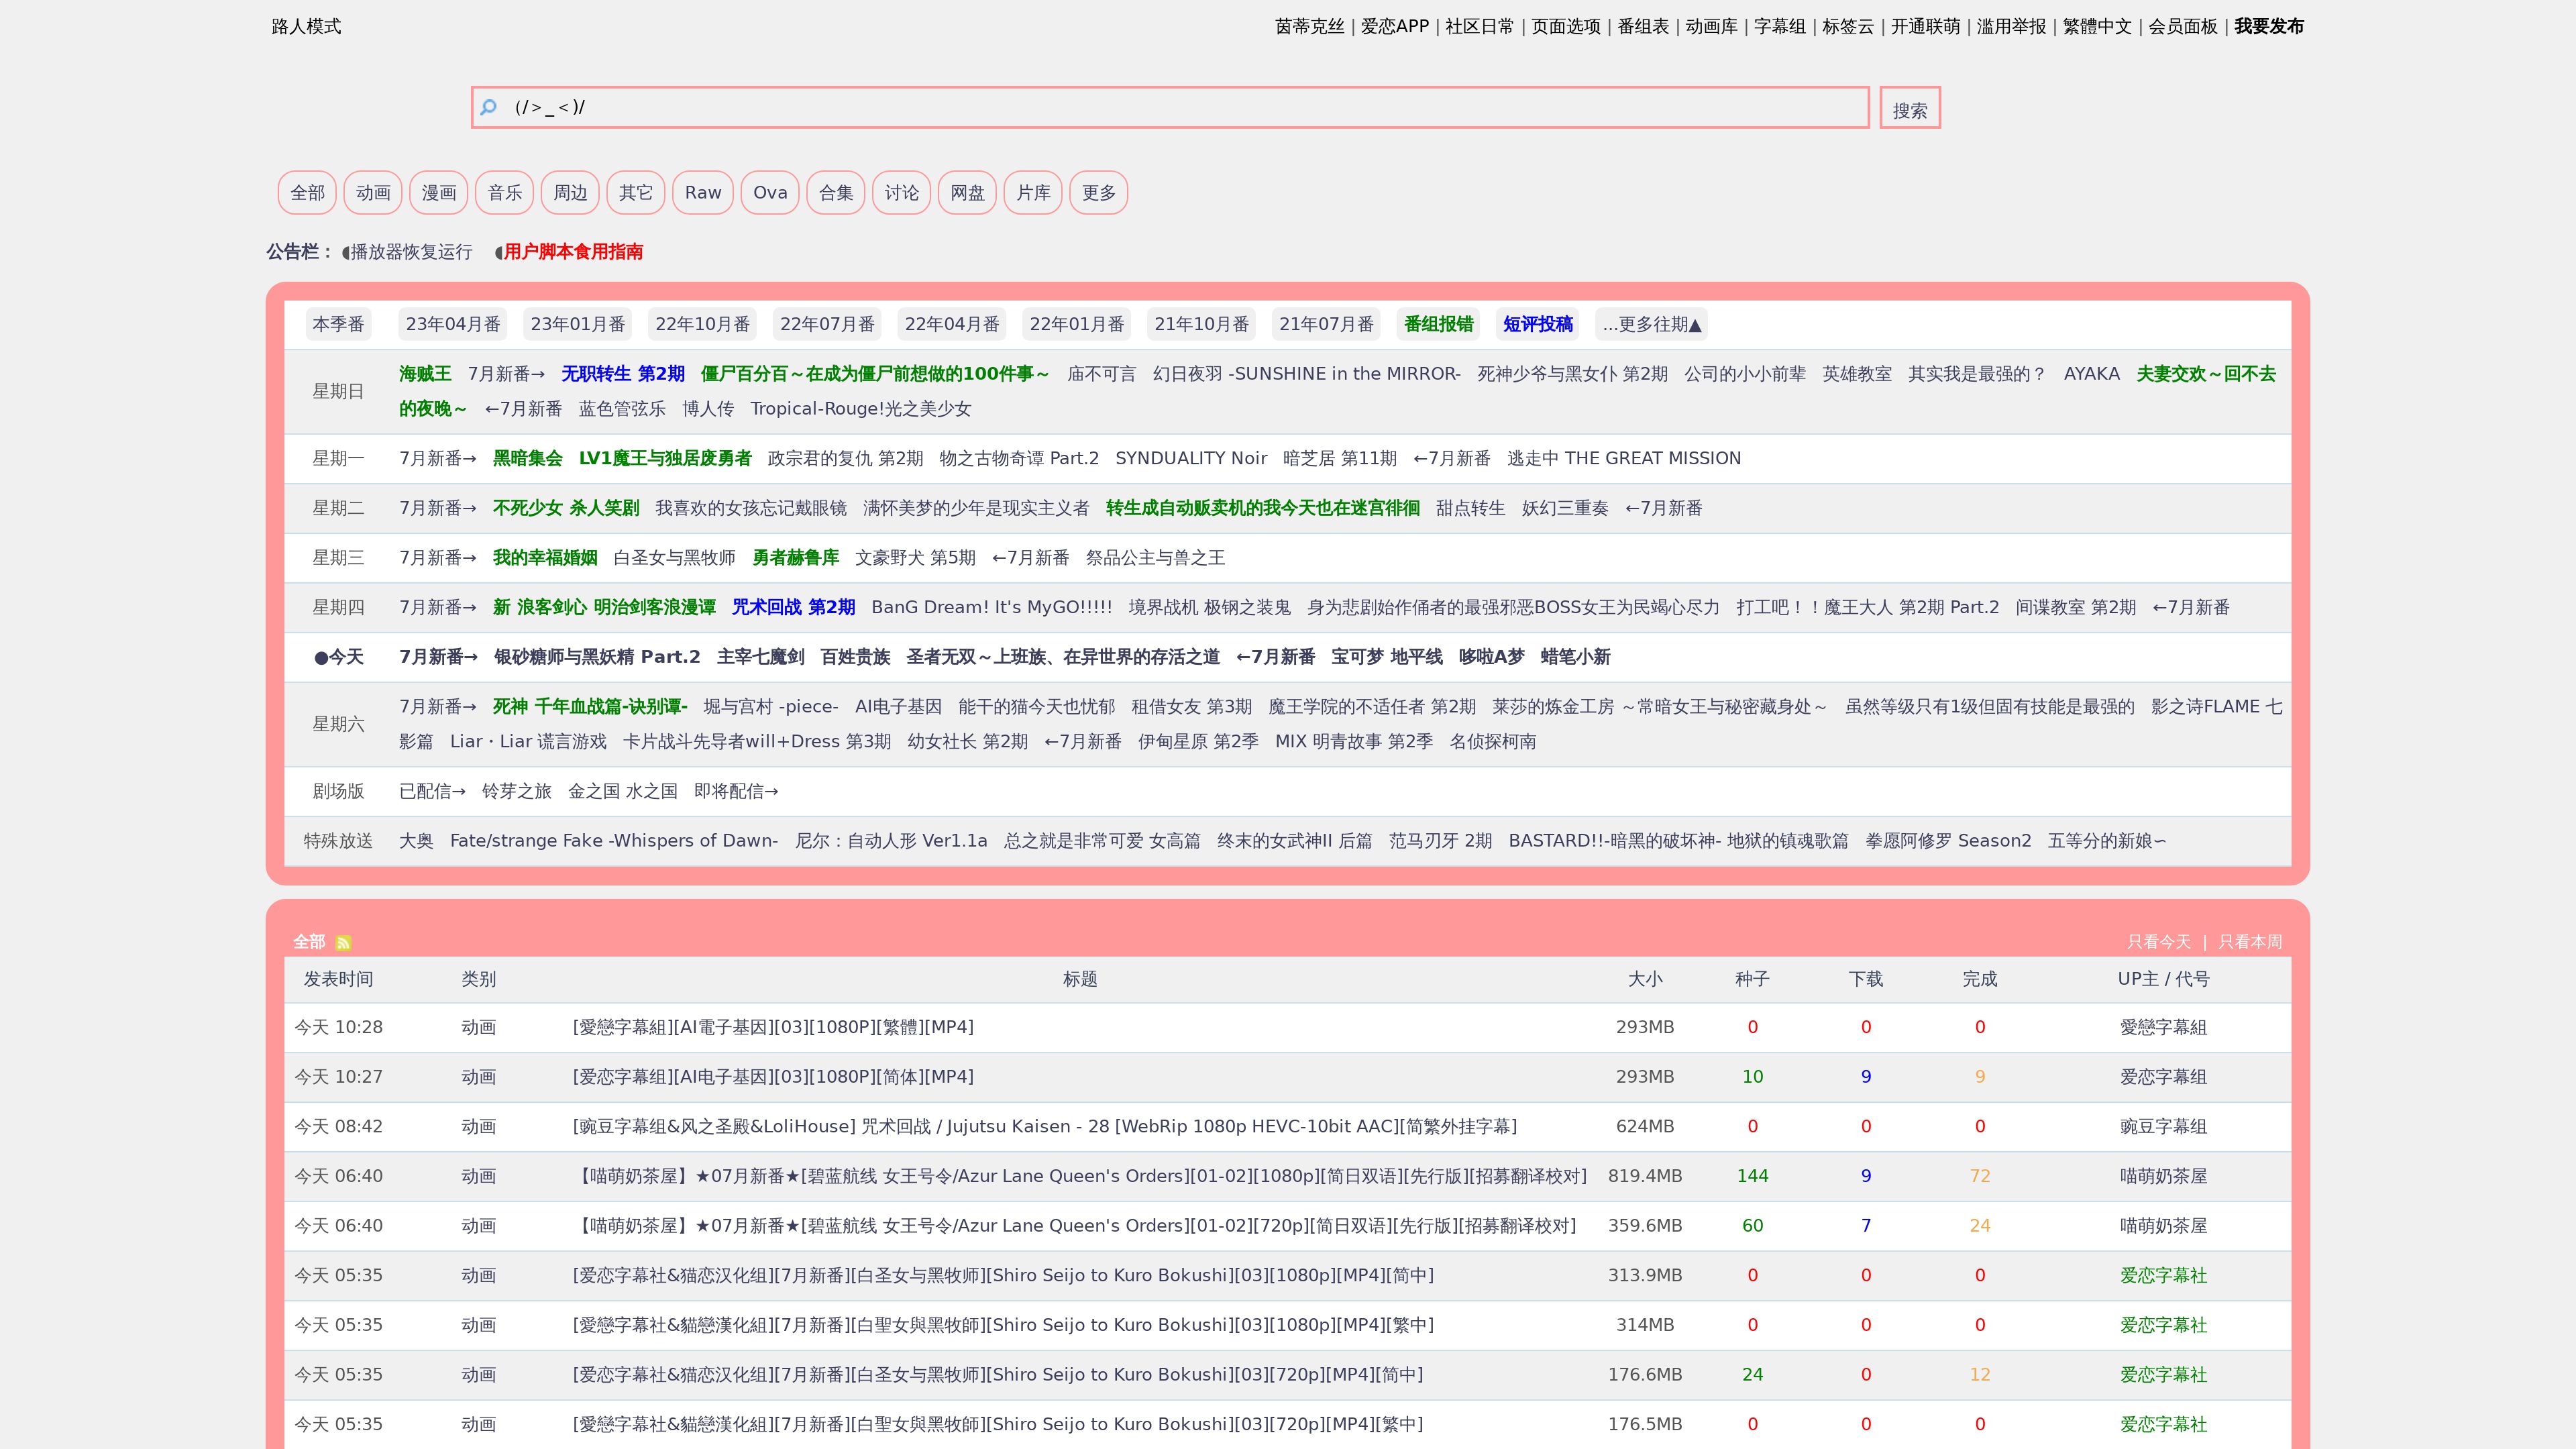 路人模式
茵蒂克丝 | 爱恋APP | 社区日常 | 页面选项 | 番组表 | 动画库 | 字幕组 | 标签云 | 开通联萌 | 滥用举报 | 繁體中文 | 会员面板 | 我要发布
（/＞_＜)/ 搜索
全部 动画 漫画 音乐 周边 其它 Raw Ova 合集 讨论 网盘 片库 更多
公告栏： ◖播放器恢复运行 ◖用户脚本食用指南
本季番 23年04月番 23年01月番 22年10月番 22年07月番 22年04月番 22年01月番 21年10月番 21年07月番 番组报错 短评投稿 ...更多往期▲
星期日 海贼王 7月新番→ 无职转生 第2期 僵尸百分百～在成为僵尸前想做的100件事～ 庙不可言 幻日夜羽 -SUNSHINE in the MIRROR- 死神少爷与黑女仆 第2期 公司的小小前辈 英雄教室 其实我是最强的？ AYAKA 夫妻交欢～回不去
的夜晚～ ←7月新番 蓝色管弦乐 博人传 Tropical-Rouge!光之美少女
星期一 7月新番→ 黑暗集会 LV1魔王与独居废勇者 政宗君的复仇 第2期 物之古物奇谭 Part.2 SYNDUALITY Noir 暗芝居 第11期 ←7月新番 逃走中 THE GREAT MISSION
星期二 7月新番→ 不死少女 杀人笑剧 我喜欢的女孩忘记戴眼镜 满怀美梦的少年是现实主义者 转生成自动贩卖机的我今天也在迷宫徘徊 甜点转生 妖幻三重奏 ←7月新番
星期三 7月新番→ 我的幸福婚姻 白圣女与黑牧师 勇者赫鲁库 文豪野犬 第5期 ←7月新番 祭品公主与兽之王
星期四 7月新番→ 新 浪客剑心 明治剑客浪漫谭 咒术回战 第2期 BanG Dream! It's MyGO!!!!! 境界战机 极钢之装鬼 身为悲剧始作俑者的最强邪恶BOSS女王为民竭心尽力 打工吧！！魔王大人 第2期 Part.2 间谍教室 第2期 ←7月新番
●今天 7月新番→ 银砂糖师与黑妖精 Part.2 主宰七魔剑 百姓贵族 圣者无双～上班族、在异世界的存活之道 ←7月新番 宝可梦 地平线 哆啦A梦 蜡笔小新
星期六 7月新番→ 死神 千年血战篇-诀别谭- 堀与宫村 -piece- AI电子基因 能干的猫今天也忧郁 租借女友 第3期 魔王学院的不适任者 第2期 莱莎的炼金工房 ～常暗女王与秘密藏身处～ 虽然等级只有1级但固有技能是最强的 影之诗FLAME 七
影篇 Liar・Liar 谎言游戏 卡片战斗先导者will+Dress 第3期 幼女社长 第2期 ←7月新番 伊甸星原 第2季 MIX 明青故事 第2季 名侦探柯南
剧场版 已配信→ 铃芽之旅 金之国 水之国 即将配信→
特殊放送 大奥 Fate/strange Fake -Whispers of Dawn- 尼尔：自动人形 Ver1.1a 总之就是非常可爱 女高篇 终末的女武神II 后篇 范马刃牙 2期 BASTARD!!-暗黑的破坏神- 地狱的镇魂歌篇 拳愿阿修罗 Season2 五等分的新娘∽
全部 只看今天 | 只看本周
发表时间 类别 标题 大小 种子 下载 完成 UP主 / 代号
今天 10:28 动画 [愛戀字幕組][AI電子基因][03][1080P][繁體][MP4] 293MB 0 0 0 愛戀字幕組
今天 10:27 动画 [爱恋字幕组][AI电子基因][03][1080P][简体][MP4] 293MB 10 9 9 爱恋字幕组
今天 08:42 动画 [豌豆字幕组&风之圣殿&LoliHouse] 咒术回战 / Jujutsu Kaisen - 28 [WebRip 1080p HEVC-10bit AAC][简繁外挂字幕] 624MB 0 0 0 豌豆字幕组
今天 06:40 动画 【喵萌奶茶屋】★07月新番★[碧蓝航线 女王号令/Azur Lane Queen's Orders][01-02][1080p][简日双语][先行版][招募翻译校对] 819.4MB 144 9 72 喵萌奶茶屋
今天 06:40 动画 【喵萌奶茶屋】★07月新番★[碧蓝航线 女王号令/Azur Lane Queen's Orders][01-02][720p][简日双语][先行版][招募翻译校对] 359.6MB 60 7 24 喵萌奶茶屋
今天 05:35 动画 [爱恋字幕社&猫恋汉化组][7月新番][白圣女与黑牧师][Shiro Seijo to Kuro Bokushi][03][1080p][MP4][简中] 313.9MB 0 0 0 爱恋字幕社
今天 05:35 动画 [愛戀字幕社&貓戀漢化組][7月新番][白聖女與黑牧師][Shiro Seijo to Kuro Bokushi][03][1080p][MP4][繁中] 314MB 0 0 0 爱恋字幕社
今天 05:35 动画 [爱恋字幕社&猫恋汉化组][7月新番][白圣女与黑牧师][Shiro Seijo to Kuro Bokushi][03][720p][MP4][简中] 176.6MB 24 0 12 爱恋字幕社
今天 05:35 动画 [愛戀字幕社&貓戀漢化組][7月新番][白聖女與黑牧師][Shiro Seijo to Kuro Bokushi][03][720p][MP4][繁中] 176.5MB 0 0 0 爱恋字幕社